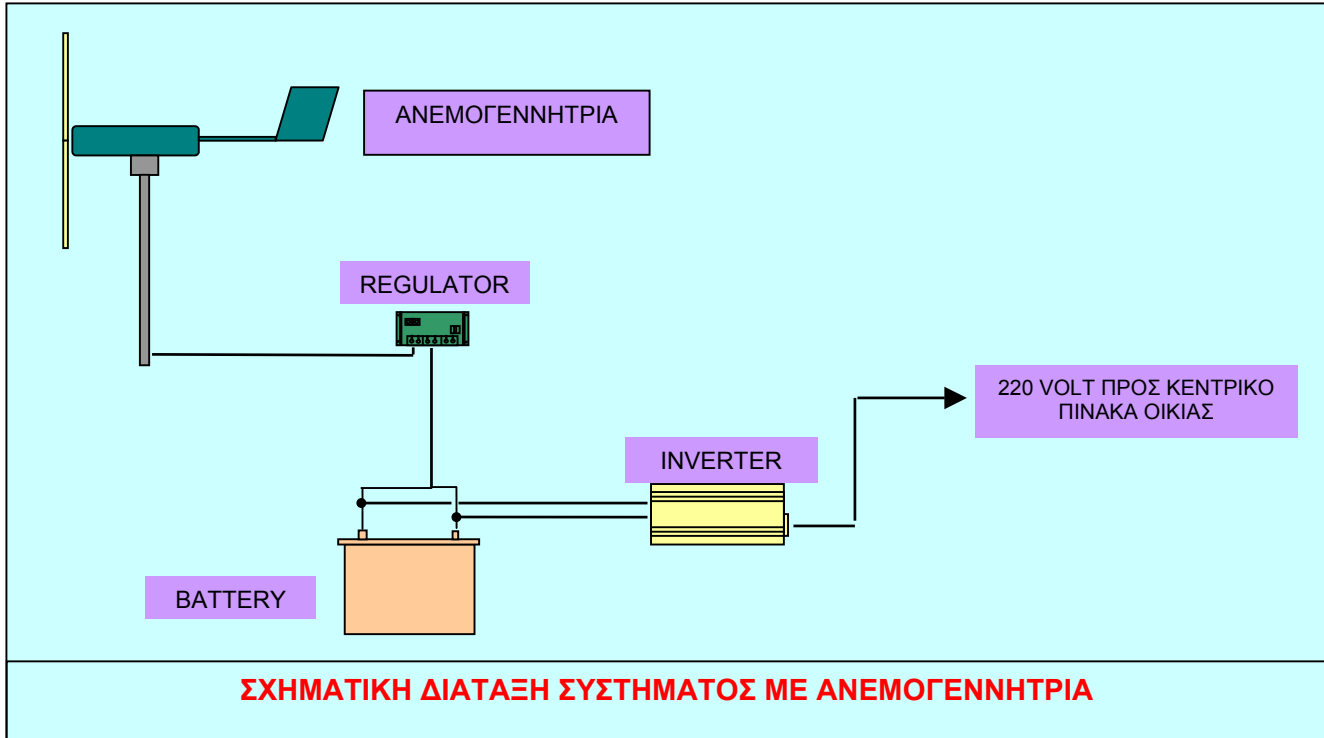 ΑΝΕΜΟΓΕΝΝΗΤΡΙΑ
REGULATOR
220 VOLT ΠΡΟΣ ΚΕΝΤΡΙΚΟ
ΠΙΝΑΚΑ ΟΙΚΙΑΣ
INVERTER
BATTERY
ΣΧΗΜΑΤΙΚΗ ΔΙΑΤΑΞΗ ΣΥΣΤΗΜΑΤΟΣ ΜΕ ΑΝΕΜΟΓΕΝΝΗΤΡΙΑ